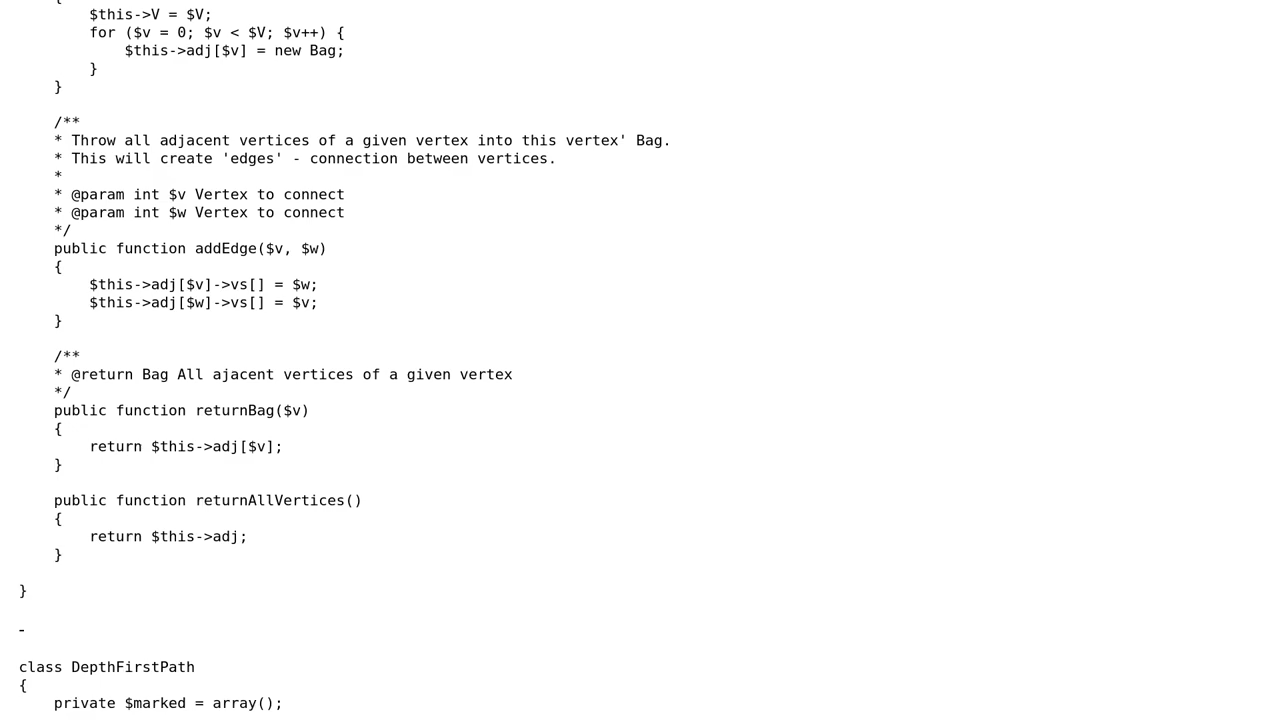 {
        $this->V = $V;
        for ($v = 0; $v < $V; $v++) {
            $this->adj[$v] = new Bag;
        }
    }

    /**
    * Throw all adjacent vertices of a given vertex into this vertex' Bag.
    * This will create 'edges' - connection between vertices.
    *
    * @param int $v Vertex to connect
    * @param int $w Vertex to connect
    */
    public function addEdge($v, $w)
    {
        $this->adj[$v]->vs[] = $w;
        $this->adj[$w]->vs[] = $v;
    }

    /**
    * @return Bag All ajacent vertices of a given vertex
    */
    public function returnBag($v)
    {
        return $this->adj[$v];
    }

    public function returnAllVertices()
    {
        return $this->adj;
    }

}

-

class DepthFirstPath
{
    private $marked = array();